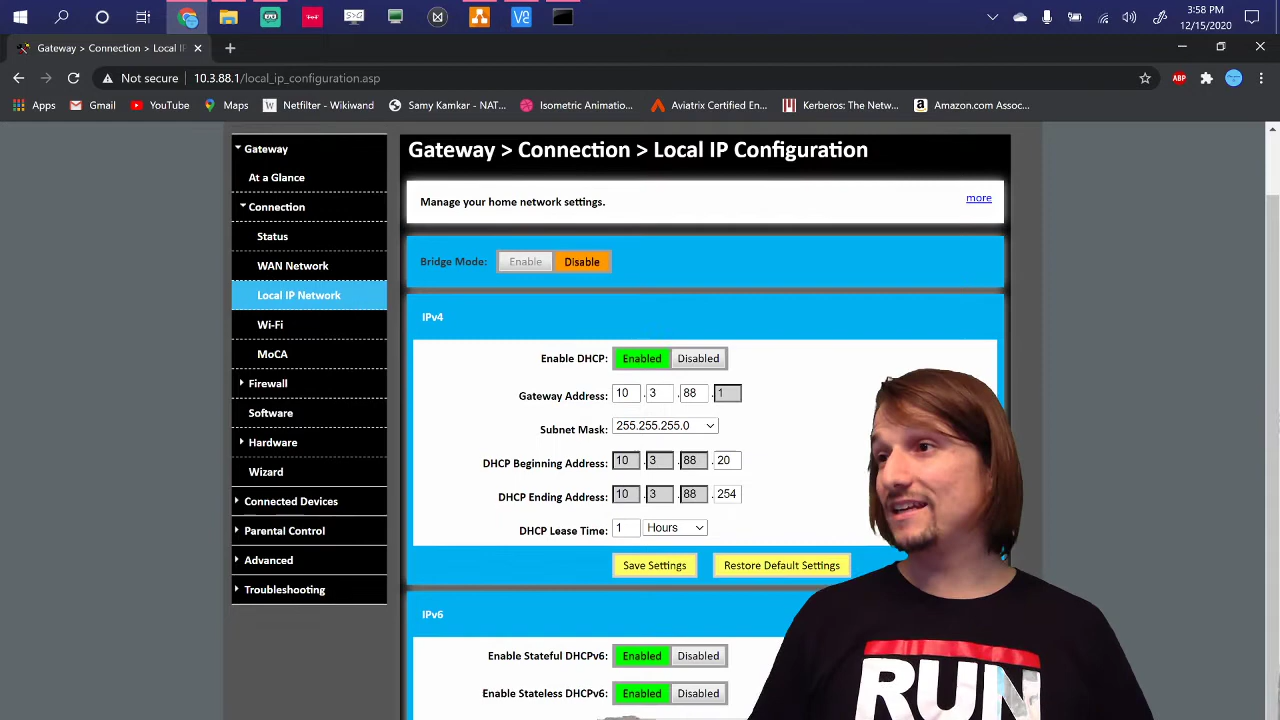 3:58 PM
12/15/2020
Gateway > Connection > Local I
Not secure 10.3.88.1/local_ip_configuration.asp
ABP
Apps Gmail YouTube Maps Netfilter - Wikiwand Samy Kamkar - NAT... Isometric Animatio... Aviatrix Certified En... Kerberos: The Netw... Amazon.com Assoc...
Gateway
At a Glance
Connection
Status
WAN Network
Local IP Network
Wi-Fi
MoCA
Firewall
Software
Hardware
Wizard
Connected Devices
Parental Control
Advanced
Troubleshooting
Gateway > Connection > Local IP Configuration
Manage your home network settings. more
Bridge Mode: Enable Disable
IPv4
Enable DHCP: Enabled Disabled
Gateway Address: 10 .3 .88 .1
Subnet Mask: 255.255.255.0
DHCP Beginning Address: 10 .3 .88 .20
DHCP Ending Address: 10 .3 .88 .254
DHCP Lease Time: 1 Hours
Save Settings Restore Default Settings
IPv6
Enable Stateful DHCPv6: Enabled Disabled
Enable Stateless DHCPv6: Enabled Disabled
RUN